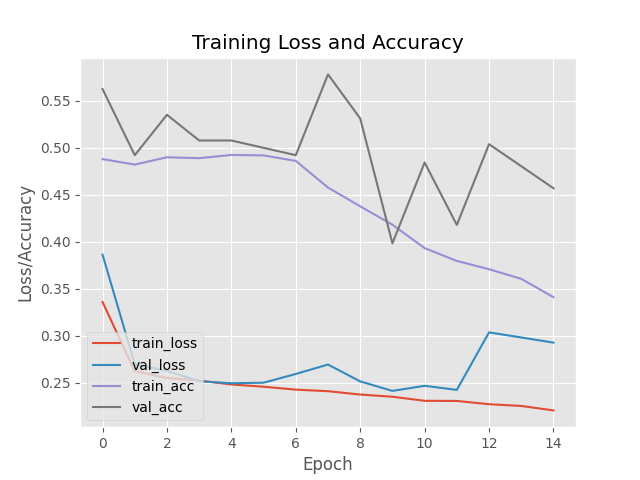 Training Loss and Accuracy
Loss/Accuracy
0.55
0.50
0.45
0.40
0.35
0.30
0.25
train_loss
val_loss
train_acc
val_acc
0 2 4 6 8 10 12 14
Epoch